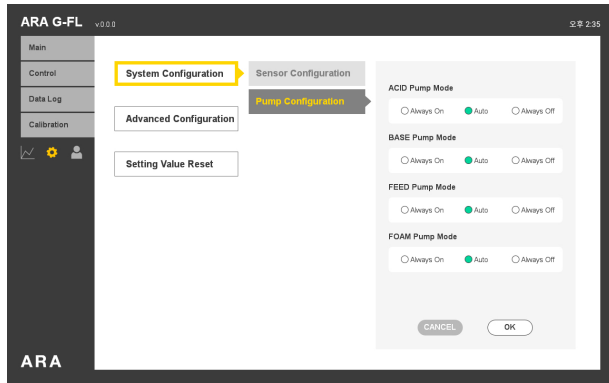 ARA G-FL v.0.0.0 오후 2:35
Main
Control
Data Log
Calibration
System Configuration
Advanced Configuration
Setting Value Reset
Sensor Configuration
Pump Configuration
ACID Pump Mode
Always On Auto Always Off
BASE Pump Mode
Always On Auto Always Off
FEED Pump Mode
Always On Auto Always Off
FOAM Pump Mode
Always On Auto Always Off
CANCEL OK
ARA